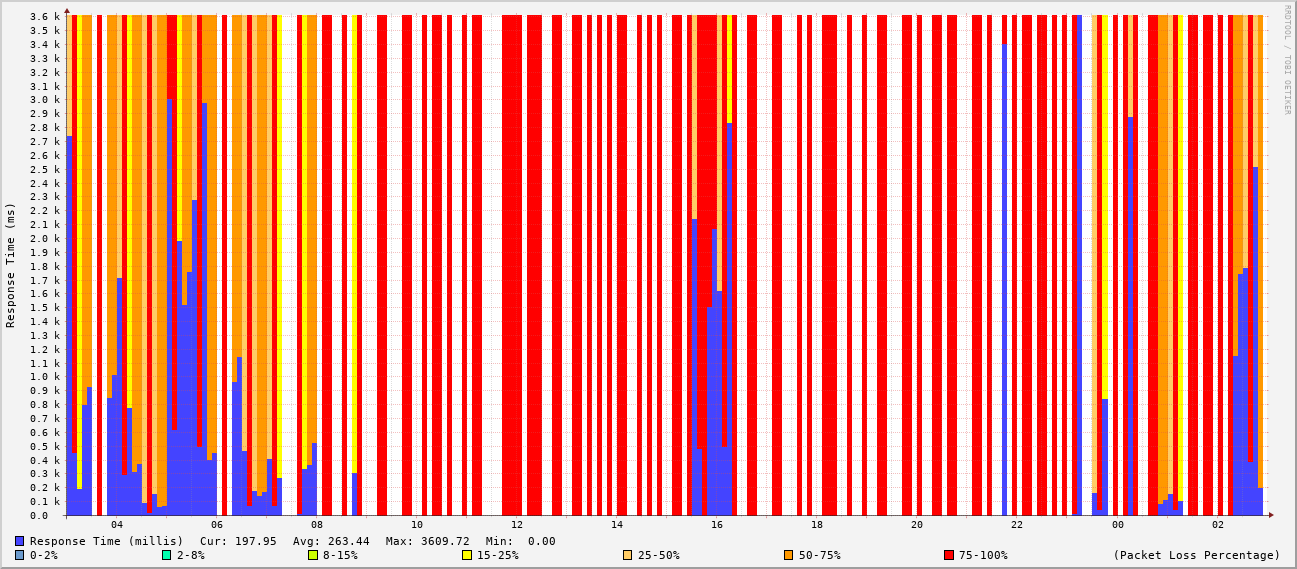 3.6 k
3.5 k
3.4 k
3.3 k
3.2 k
3.1 k
3.0 k
2.9 k
2.8 k
2.7 k
2.6 k
2.5 k
2.4 k
2.3 k
2.2 k
2.1 k
2.0 k
1.9 k
1.8 k
1.7 k
1.6 k
1.5 k
1.4 k
1.3 k
1.2 k
1.1 k
1.0 k
0.9 k
0.8 k
0.7 k
0.6 k
0.5 k
0.4 k
0.3 k
0.2 k
0.1 k
0.0
Response Time (ms)
RRDTOOL / TOBI OETIKER
04 06 08 10 12 14 16 18 20 22 00 02
Response Time (millis) Cur: 197.95 Avg: 263.44 Max: 3609.72 Min: 0.00
0-2% 2-8% 8-15% 15-25% 25-50% 50-75% 75-100% (Packet Loss Percentage)